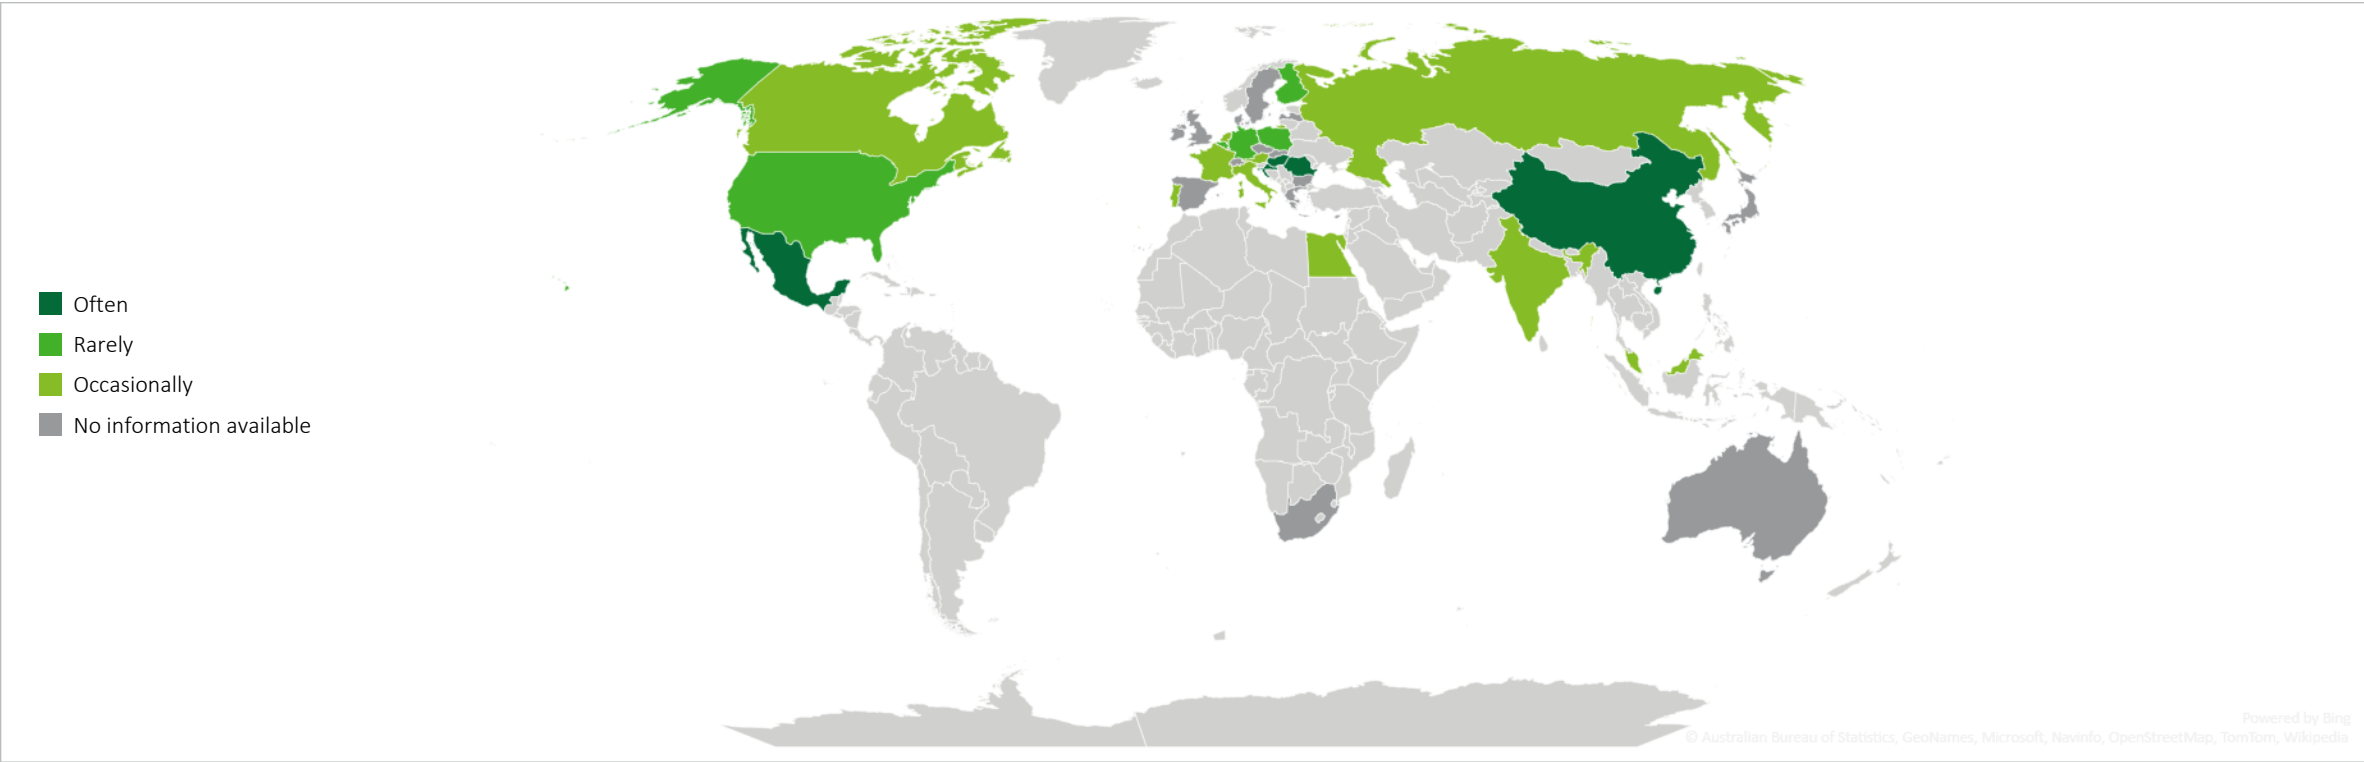 Often
Rarely
Occasionally
No information available
Powered by Bing
© Australian Bureau of Statistics, GeoNames, Microsoft, Navinfo, OpenStreetMap, TomTom, Wikipedia